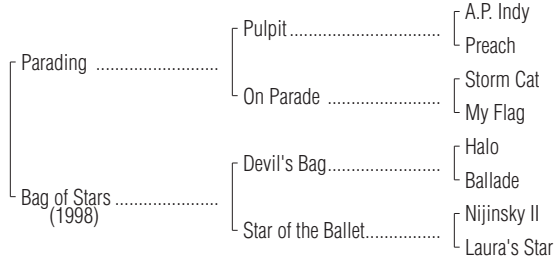 A.P. Indy
Pulpit........................................
Preach
Parading ................................
Storm Cat
On Parade ..............................
My Flag
Halo
Devil's Bag..............................
Ballade
Bag of Stars ...........................
(1998)
Nijinsky II
Star of the Ballet....................
Laura's Star